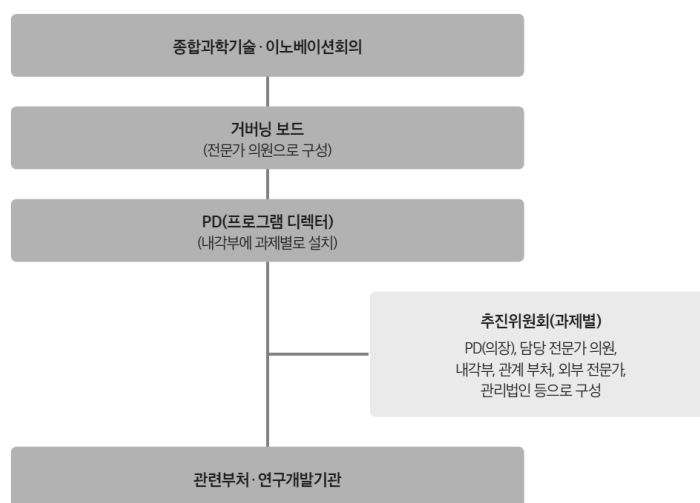 종합과학기술·이노베이션회의
거버닝 보드
(전문가 의원으로 구성)
PD(프로그램 디렉터)
(내각부에 과제별로 설치)
추진위원회(과제별)
PD(의장), 담당 전문가 의원,
내각부, 관계 부처, 외부 전문가,
관리법인 등으로 구성
관련부처·연구개발기관